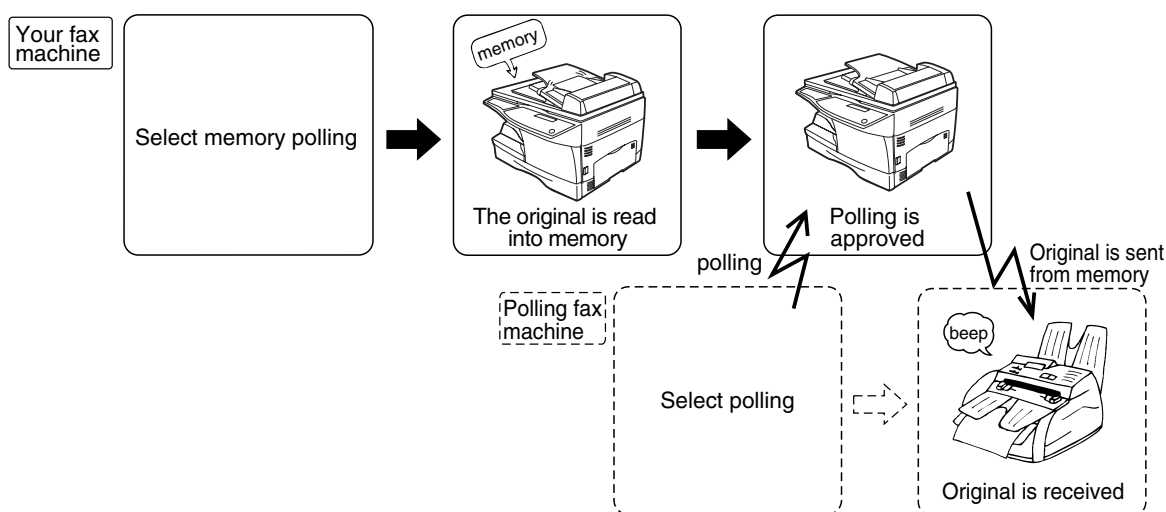 Your fax
machine
Select memory polling
memory
The original is read
into memory
Polling is
approved
polling
Original is sent
from memory
Polling fax
machine
Select polling
beep
Original is received